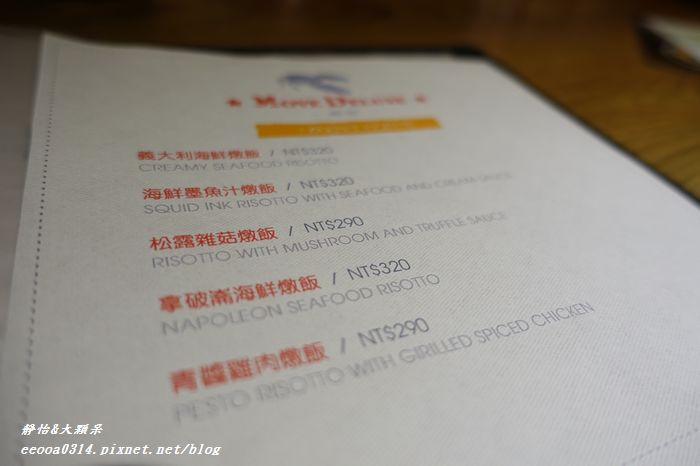 義大利海鮮燉飯 / NT$320
CREAMY SEAFOOD RISOTTO
海鮮墨魚汁燉飯 / NT$320
SQUID INK RISOTTO WITH SEAFOOD AND CREAM SAUCE
松露雜菇燉飯 / NT$290
RISOTTO WITH MUSHROOM AND TRUFFLE SAUCE
拿破崙海鮮燉飯 / NT$320
NAPOLEON SEAFOOD RISOTTO
青醬雞肉燉飯 / NT$290
PESTO RISOTTO WITH GIRILLED SPICED CHICKEN
靜怡&大顆呆
eeooa0314.pixnet.net/blog